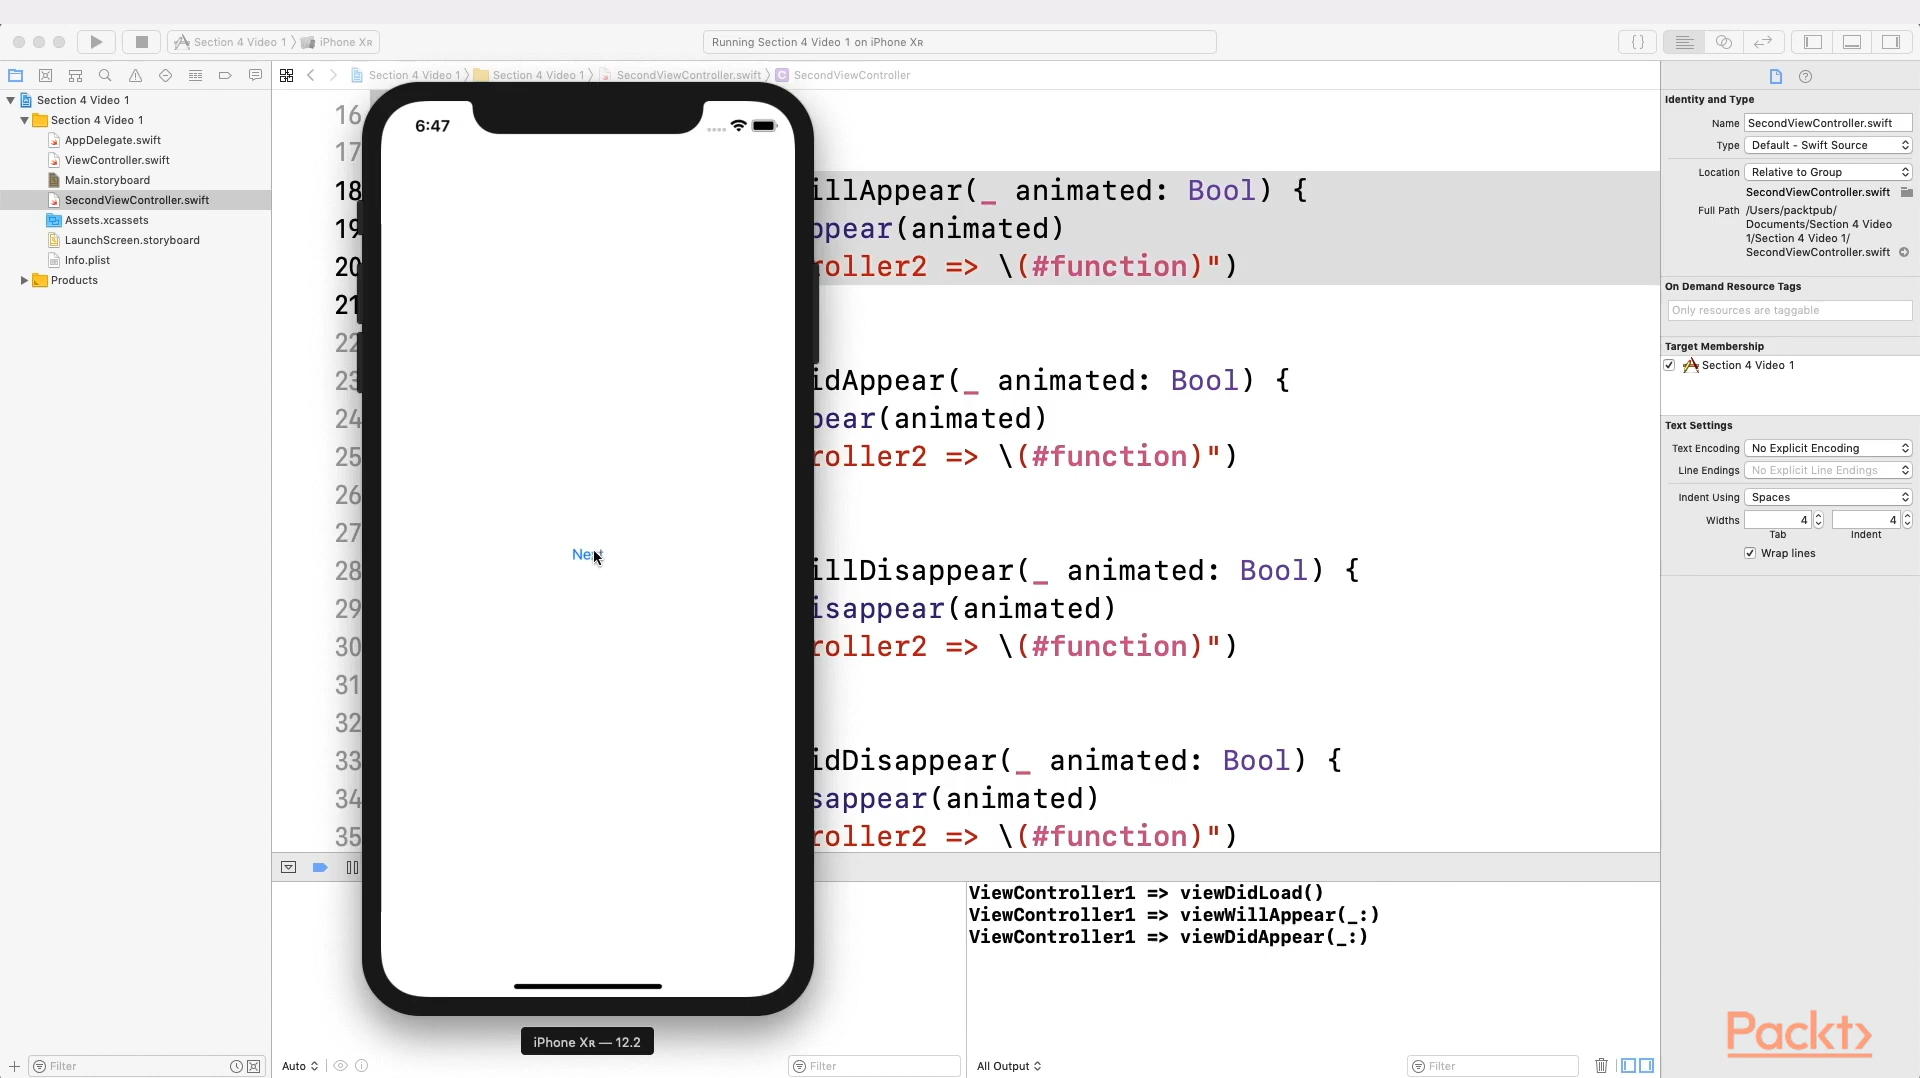 Section 4 Video 1 〉 iPhone XR
Running Section 4 Video 1 on iPhone XR
{}
Section 4 Video 1 〉 Section 4 Video 1 〉 SecondViewController.swift 〉 C SecondViewController
Section 4 Video 1
Section 4 Video 1
AppDelegate.swift
ViewController.swift
Main.storyboard
SecondViewController.swift
Assets.xcassets
LaunchScreen.storyboard
Info.plist
Products
Filter
16
17
18 illAppear(_ animated: Bool) {
19 ppear(animated)
20 roller2 => \(#function)")
21
22
23 idAppear(_ animated: Bool) {
24 pear(animated)
25 roller2 => \(#function)")
26
27
28 illDisappear(_ animated: Bool) {
29 isappear(animated)
30 roller2 => \(#function)")
31
32
33 idDisappear(_ animated: Bool) {
34 sappear(animated)
35 roller2 => \(#function)")
6:47
iPhone XR — 12.2
ViewController1 => viewDidLoad()
ViewController1 => viewWillAppear(_:)
ViewController1 => viewDidAppear(_:)
Auto
Filter
All Output
Filter
Identity and Type
Name SecondViewController.swift
Type Default - Swift Source
Location Relative to Group
SecondViewController.swift
Full Path /Users/packtpub/
Documents/Section 4 Video
1/Section 4 Video 1/
SecondViewController.swift
On Demand Resource Tags
Only resources are taggable
Target Membership
Section 4 Video 1
Text Settings
Text Encoding No Explicit Encoding
Line Endings No Explicit Line Endings
Indent Using Spaces
Widths 4 4
Tab Indent
Wrap lines
Packt>